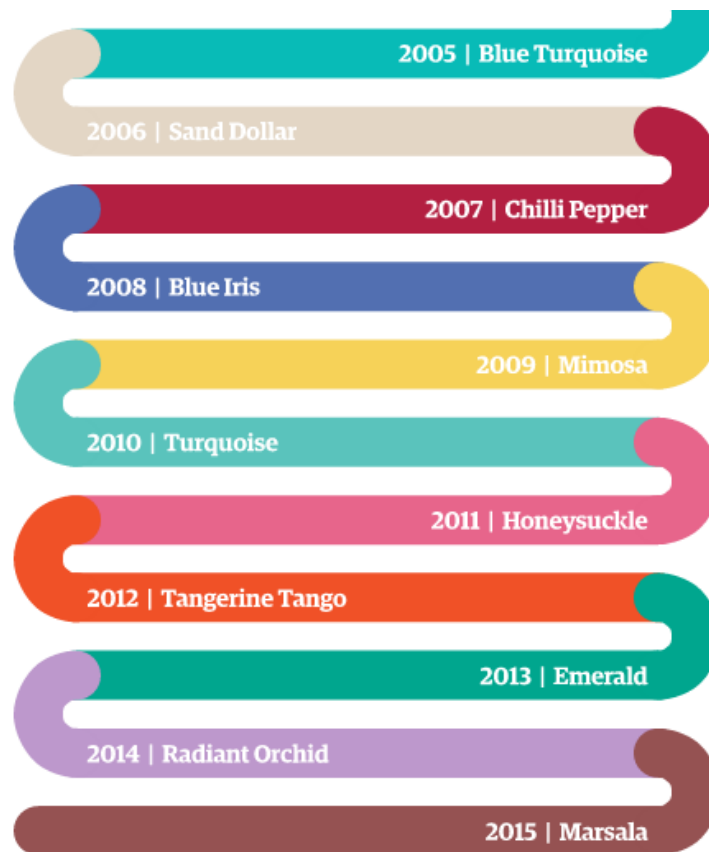 2005 | Blue Turquoise
2006 | Sand Dollar
2007 | Chilli Pepper
2008 | Blue Iris
2009 | Mimosa
2010 | Turquoise
2011 | Honeysuckle
2012 | Tangerine Tango
2013 | Emerald
2014 | Radiant Orchid
2015 | Marsala